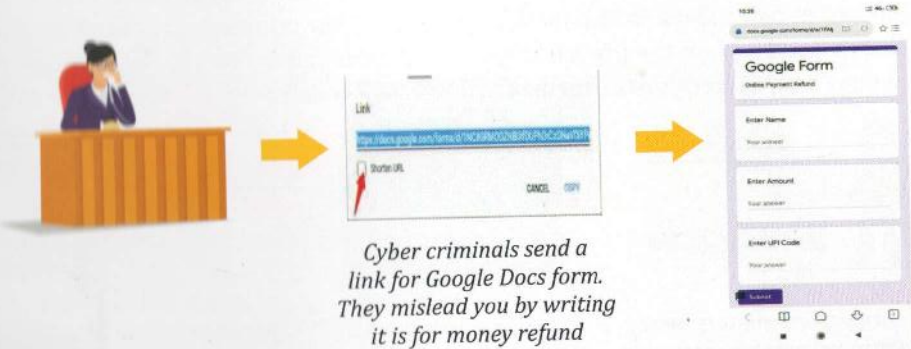 Link
Shorten URL
CANCEL COPY
Cyber criminals send a
link for Google Docs form.
They mislead you by writing
it is for money refund
10:39
Google Form
Online Payment Refund
Enter Name
Your answer
Enter Amount
Your answer
Enter UPI Code
Your answer
Submit